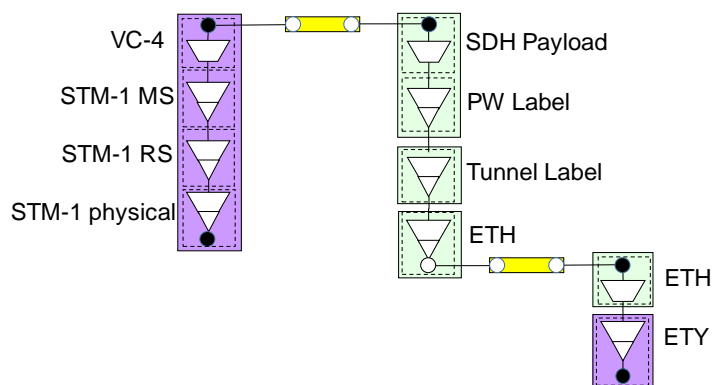 VC-4
SDH Payload
STM-1 MS
PW Label
STM-1 RS
Tunnel Label
STM-1 physical
ETH
ETH
ETY